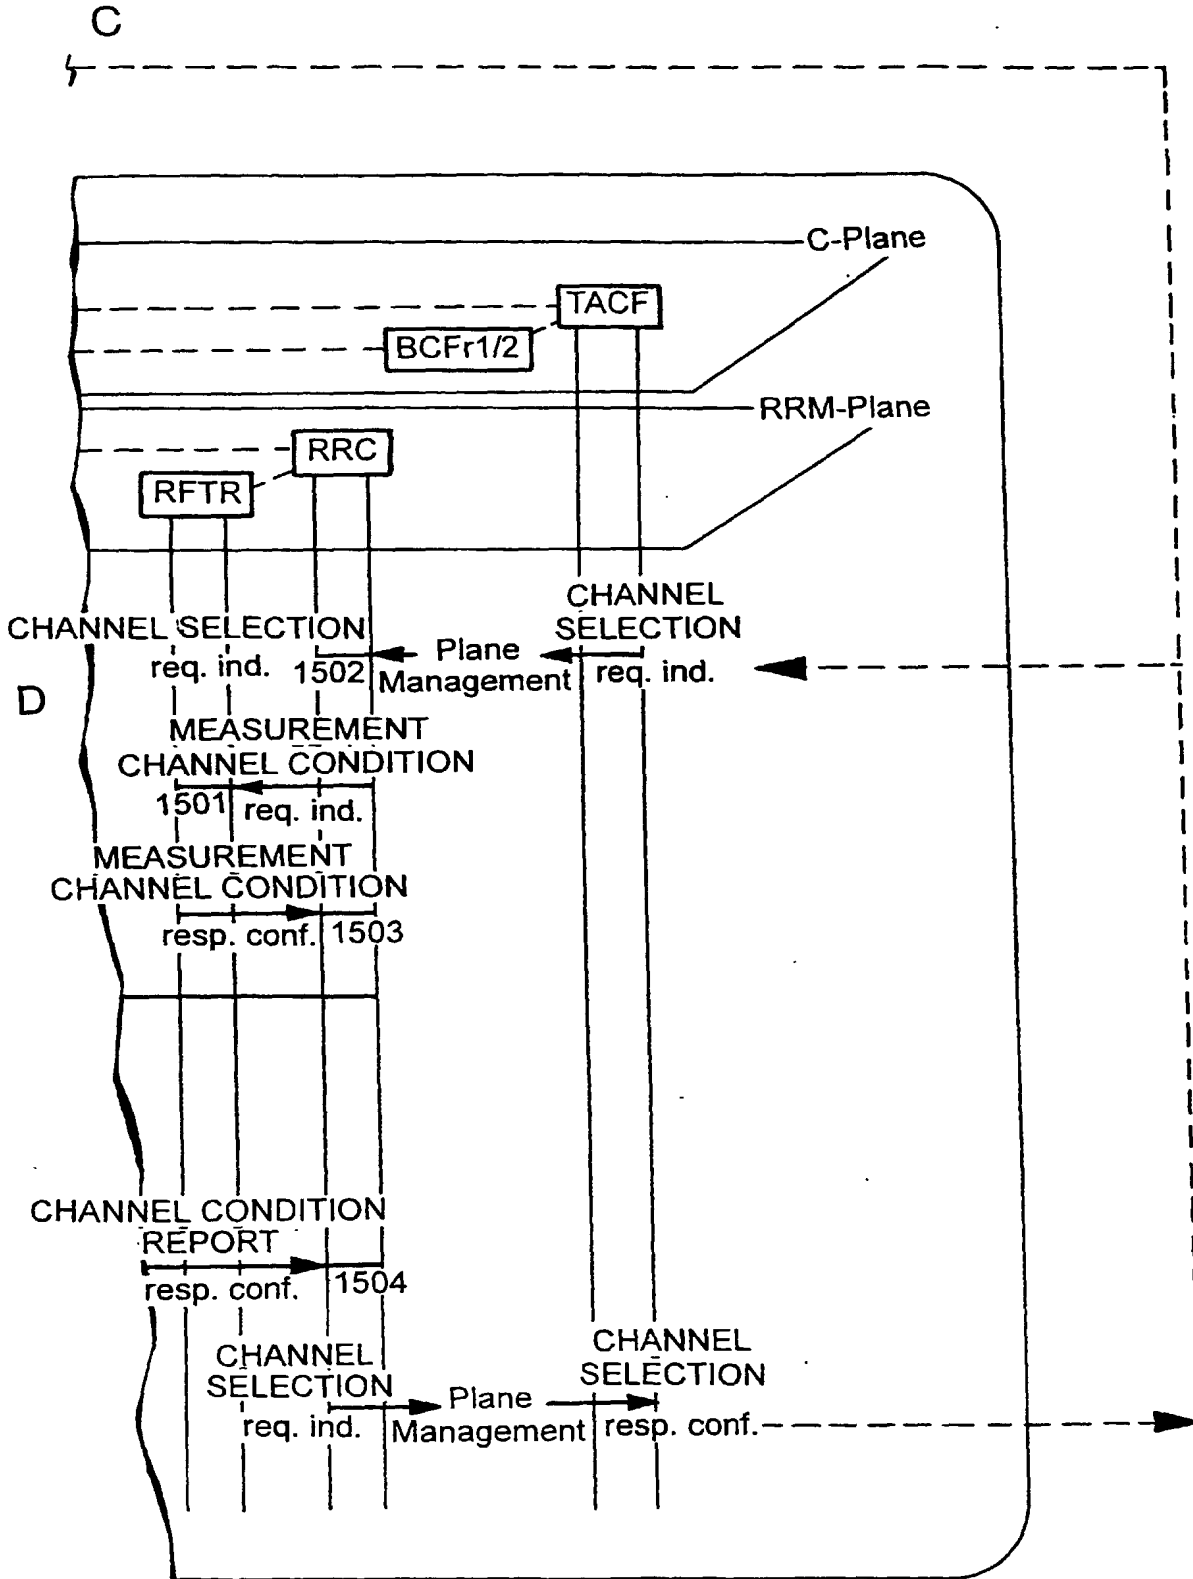 C
C-Plane
TACF
BCFr1/2
RRM-Plane
RRC
RFTR
CHANNEL
SELECTION
CHANNEL SELECTION
req. ind. 1502
Plane
Management
req. ind.
D
MEASUREMENT
CHANNEL CONDITION
1501 req. ind.
MEASUREMENT
CHANNEL CONDITION
resp. conf. 1503
CHANNEL CONDITION
REPORT
resp. conf. 1504
CHANNEL
SELECTION
req. ind.
Plane
Management
CHANNEL
SELECTION
resp. conf.